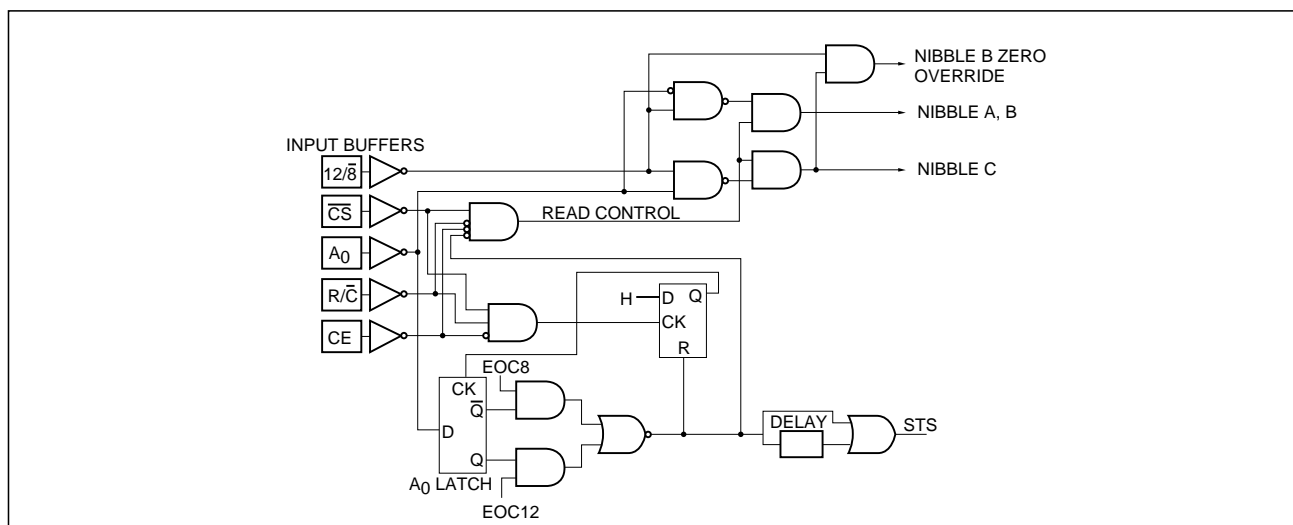 NIBBLE B ZERO
OVERRIDE
NIBBLE A, B
INPUT BUFFERS
12/8̅
NIBBLE C
C̅S̅
READ CONTROL
A0
R/C̅
H
D Q
CK
R
CE
EOC8
CK
Q̅
D
Q
DELAY
STS
A0 LATCH
EOC12